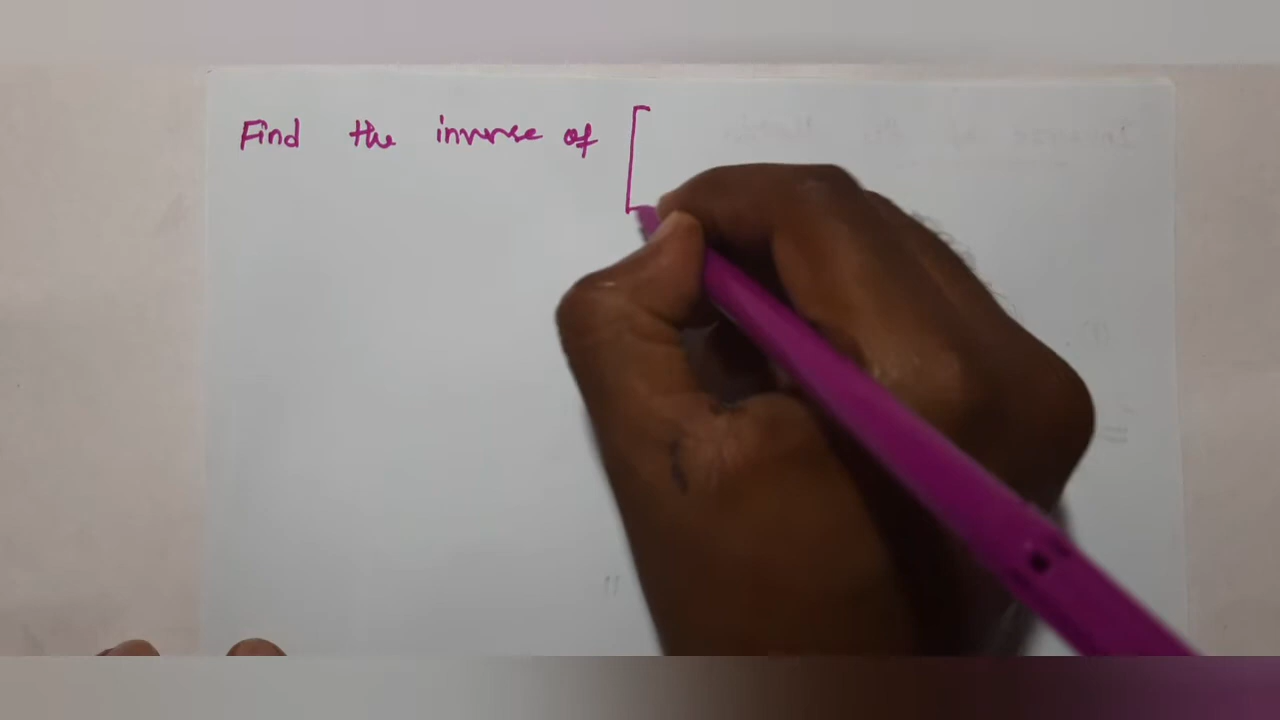 Find the inverse of [